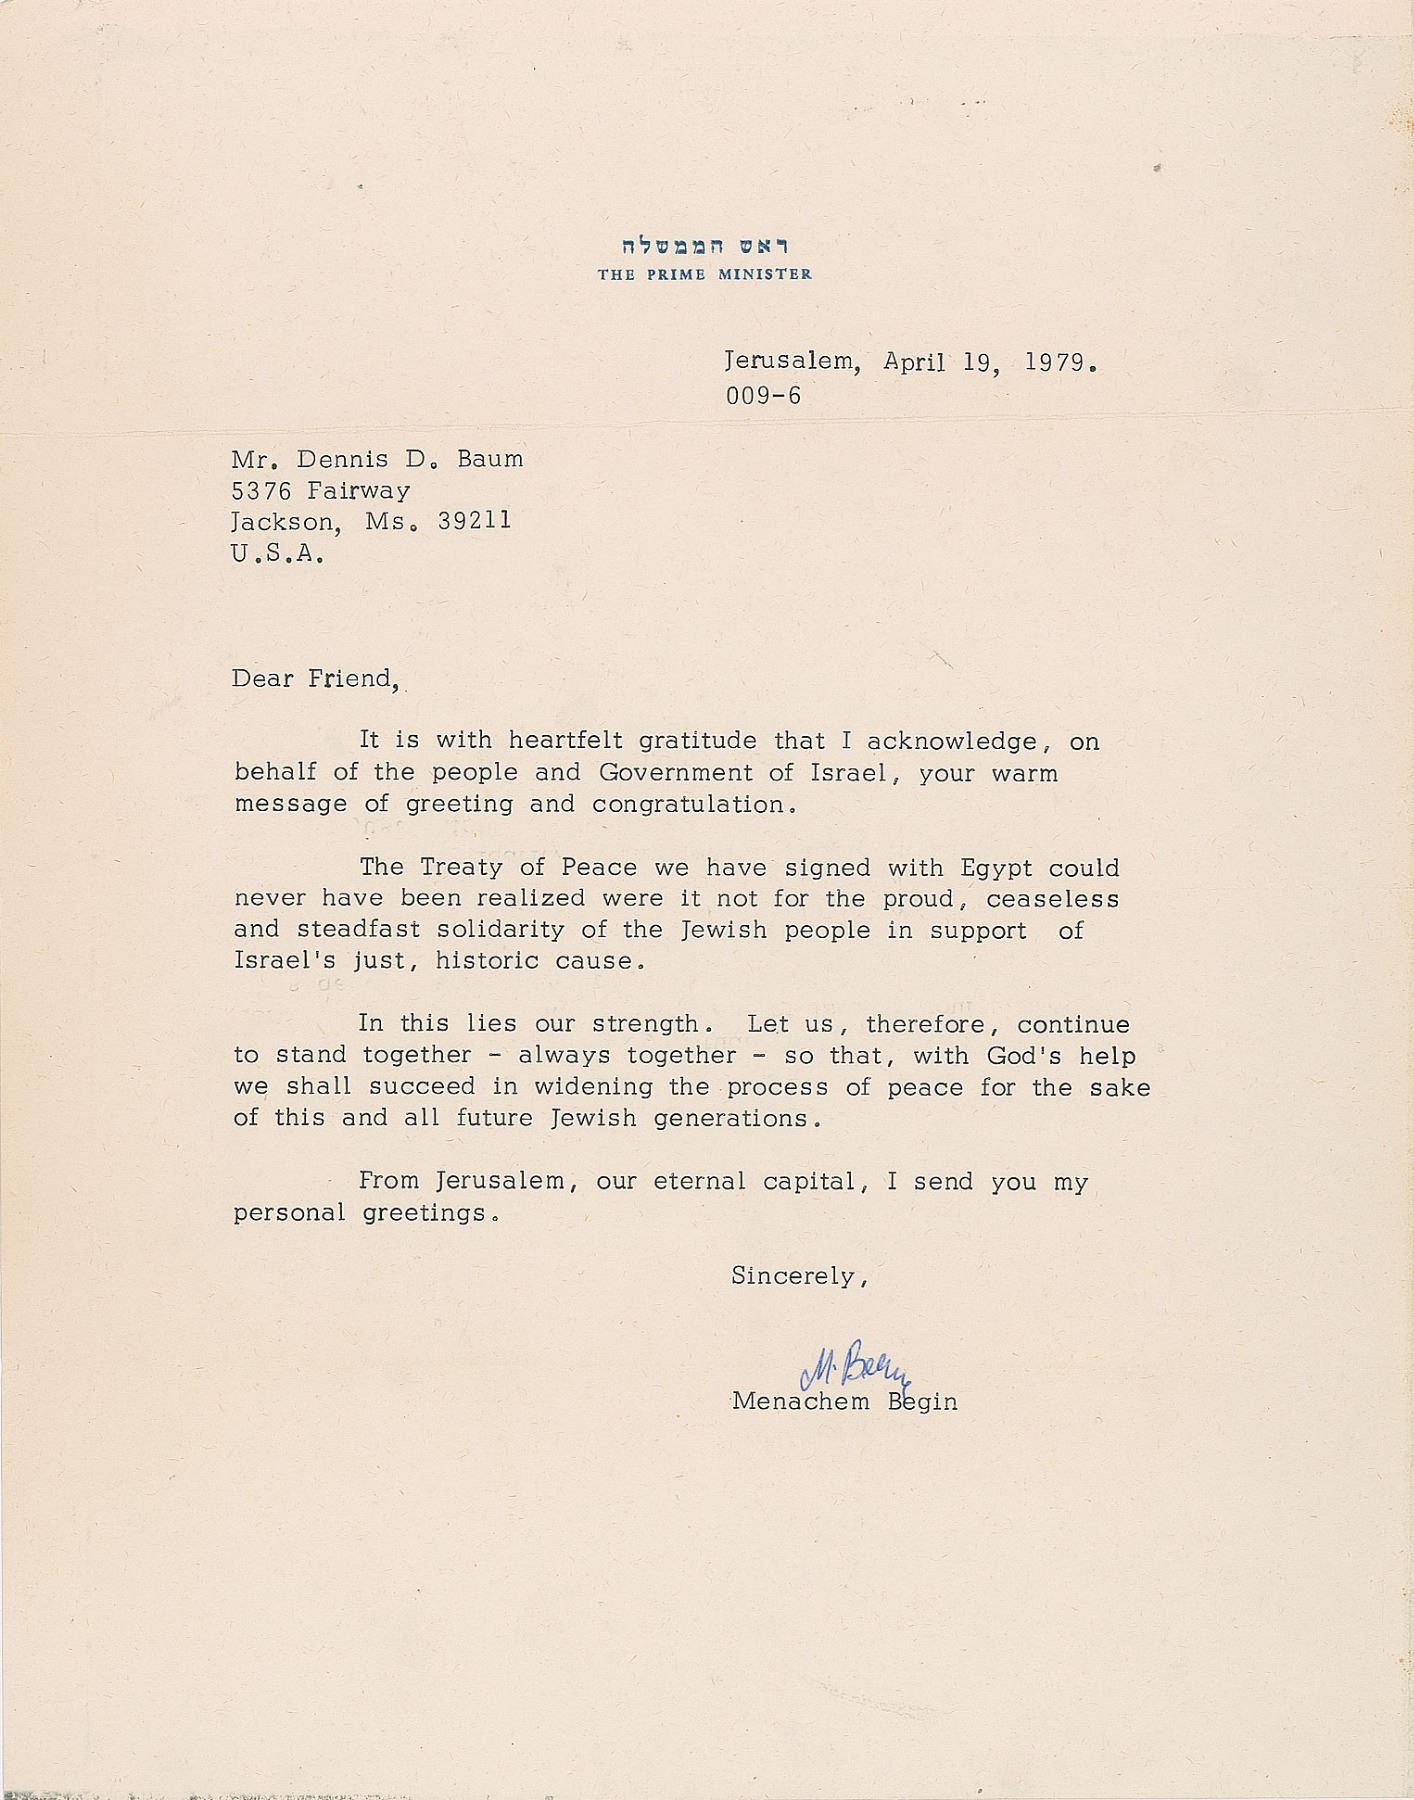 ראש הממשלה
THE PRIME MINISTER
Jerusalem, April 19, 1979.
009-6
Mr. Dennis D. Baum
5376 Fairway
Jackson, Ms. 39211
U.S.A.
Dear Friend,
It is with heartfelt gratitude that I acknowledge, on
behalf of the people and Government of Israel, your warm
message of greeting and congratulation.
The Treaty of Peace we have signed with Egypt could
never have been realized were it not for the proud, ceaseless
and steadfast solidarity of the Jewish people in support of
Israel's just, historic cause.
In this lies our strength. Let us, therefore, continue
to stand together - always together - so that, with God's help
we shall succeed in widening the process of peace for the sake
of this and all future Jewish generations.
From Jerusalem, our eternal capital, I send you my
personal greetings.
Sincerely,
M. Begin
Menachem Begin